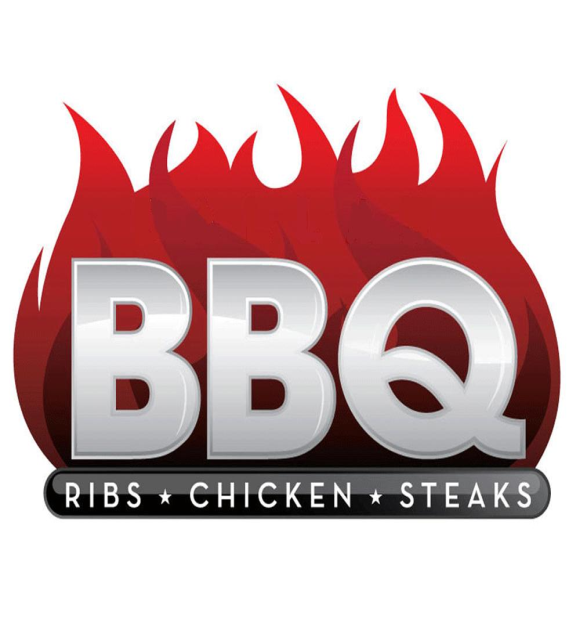 BBQ
RIBS ★ CHICKEN ★ STEAKS